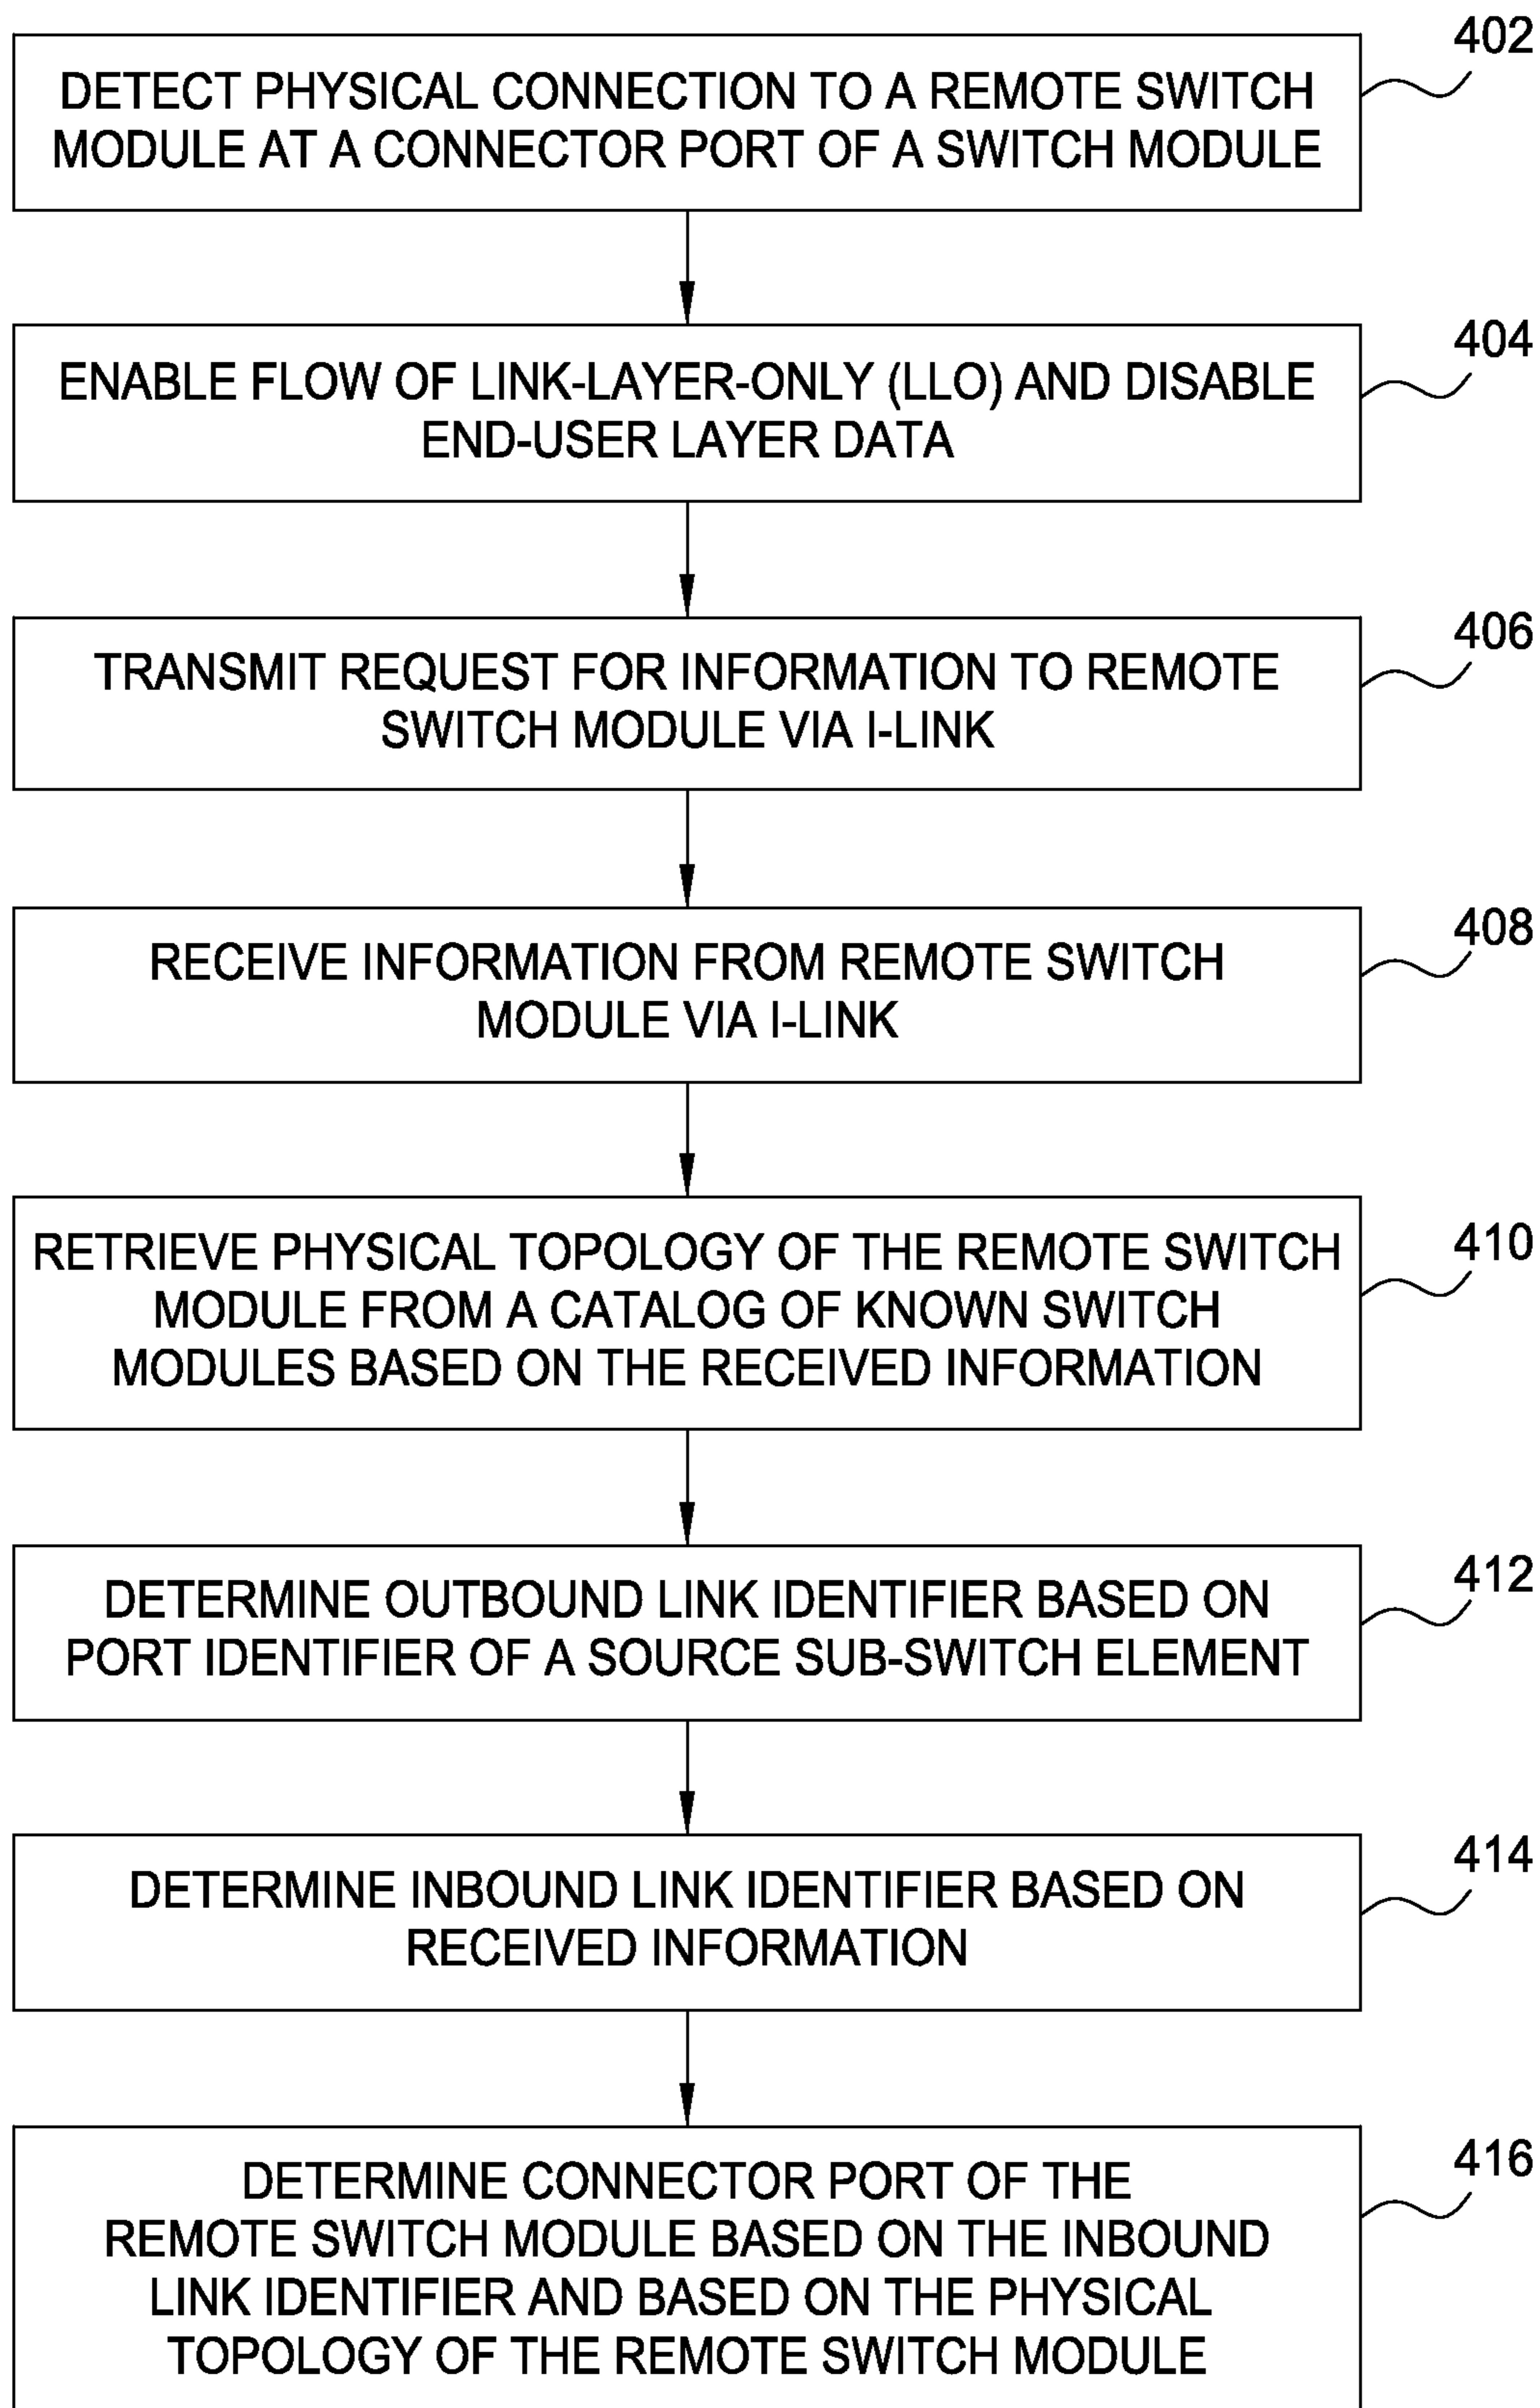 402
DETECT PHYSICAL CONNECTION TO A REMOTE SWITCH
MODULE AT A CONNECTOR PORT OF A SWITCH MODULE
404
ENABLE FLOW OF LINK-LAYER-ONLY (LLO) AND DISABLE
END-USER LAYER DATA
406
TRANSMIT REQUEST FOR INFORMATION TO REMOTE
SWITCH MODULE VIA I-LINK
408
RECEIVE INFORMATION FROM REMOTE SWITCH
MODULE VIA I-LINK
410
RETRIEVE PHYSICAL TOPOLOGY OF THE REMOTE SWITCH
MODULE FROM A CATALOG OF KNOWN SWITCH
MODULES BASED ON THE RECEIVED INFORMATION
412
DETERMINE OUTBOUND LINK IDENTIFIER BASED ON
PORT IDENTIFIER OF A SOURCE SUB-SWITCH ELEMENT
414
DETERMINE INBOUND LINK IDENTIFIER BASED ON
RECEIVED INFORMATION
416
DETERMINE CONNECTOR PORT OF THE
REMOTE SWITCH MODULE BASED ON THE INBOUND
LINK IDENTIFIER AND BASED ON THE PHYSICAL
TOPOLOGY OF THE REMOTE SWITCH MODULE